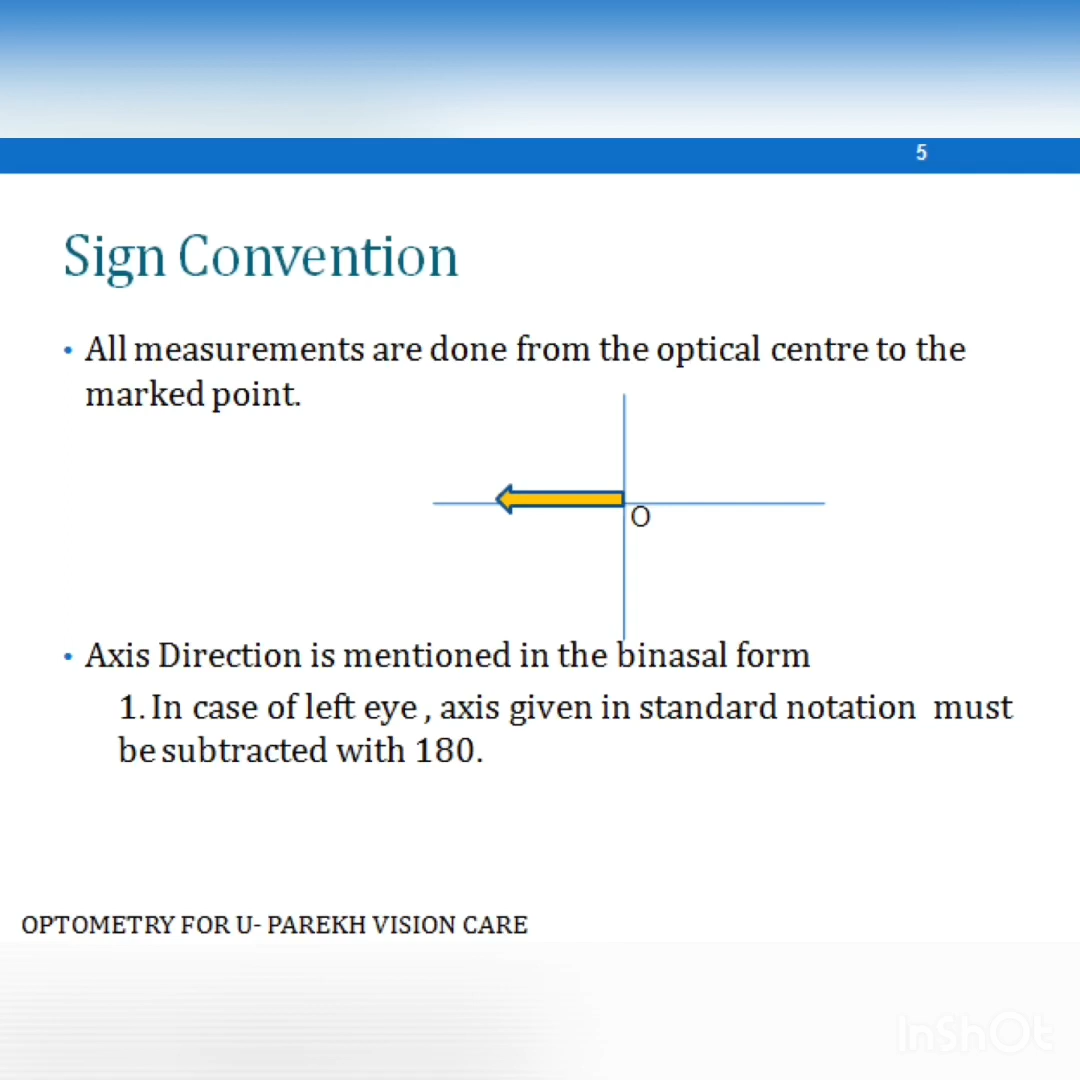 5
Sign Convention
• All measurements are done from the optical centre to the
marked point.
O
• Axis Direction is mentioned in the binasal form
1. In case of left eye , axis given in standard notation must
be subtracted with 180.
OPTOMETRY FOR U- PAREKH VISION CARE
InShOt